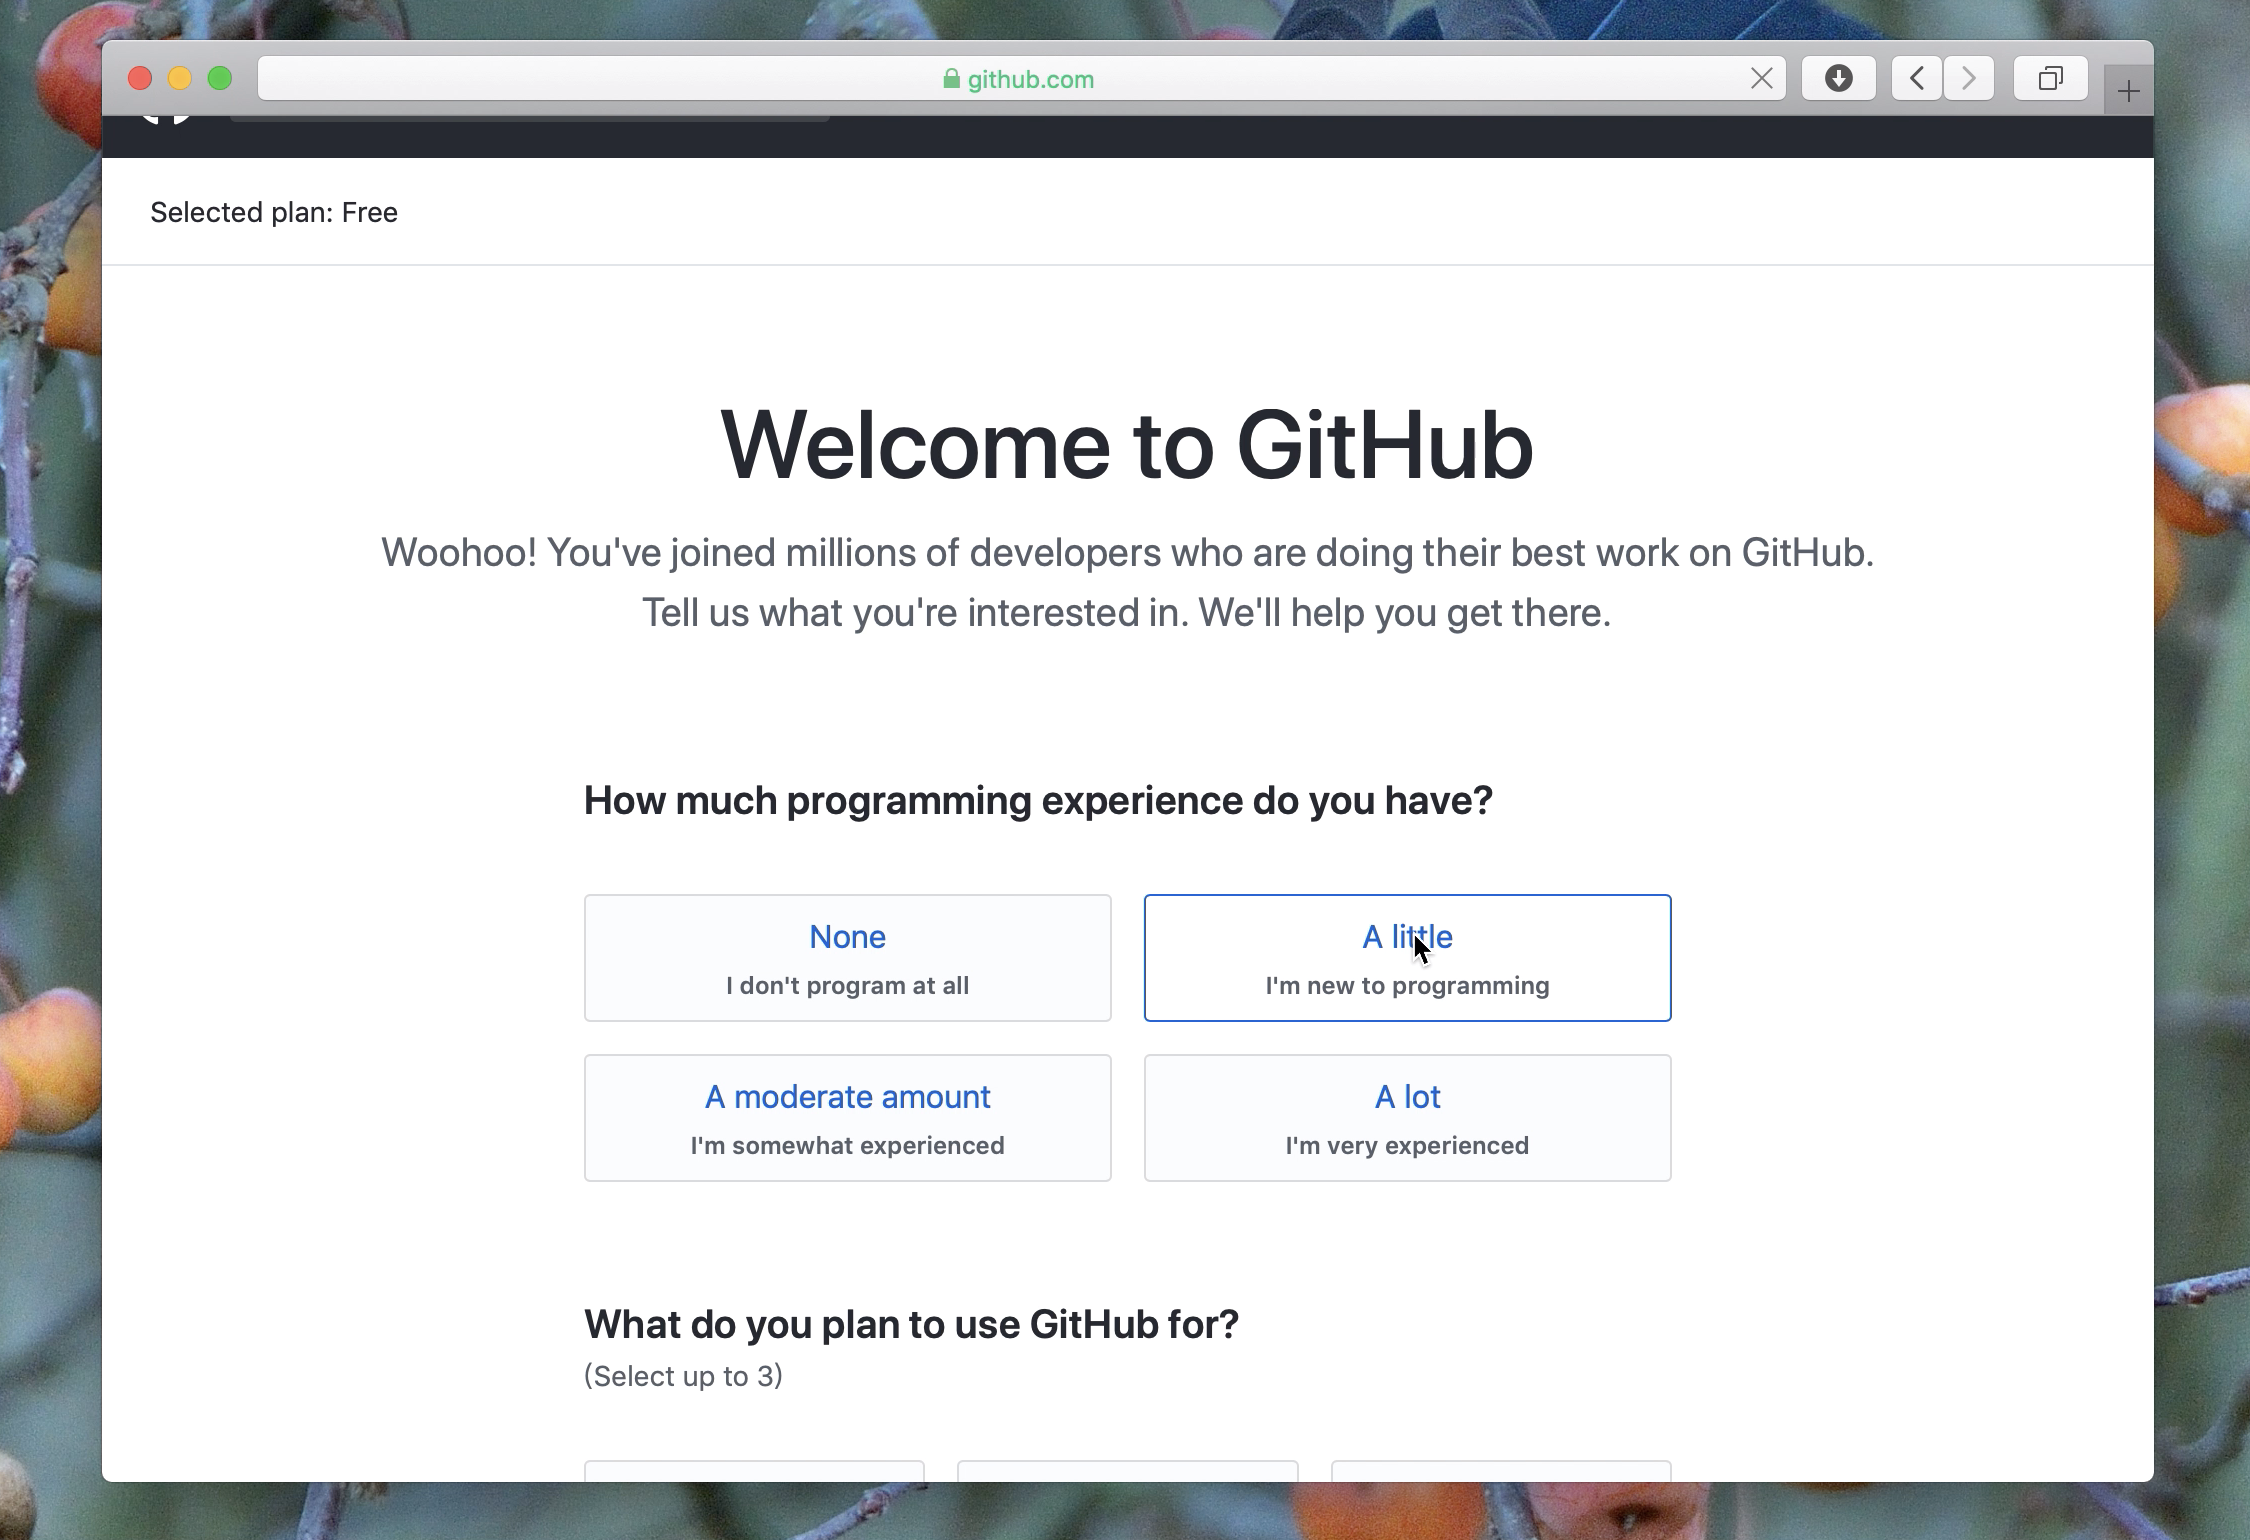 github.com
Selected plan: Free
Welcome to GitHub
Woohoo! You've joined millions of developers who are doing their best work on GitHub.
Tell us what you're interested in. We'll help you get there.
How much programming experience do you have?
None
I don't program at all
A little
I'm new to programming
A moderate amount
I'm somewhat experienced
A lot
I'm very experienced
What do you plan to use GitHub for?
(Select up to 3)